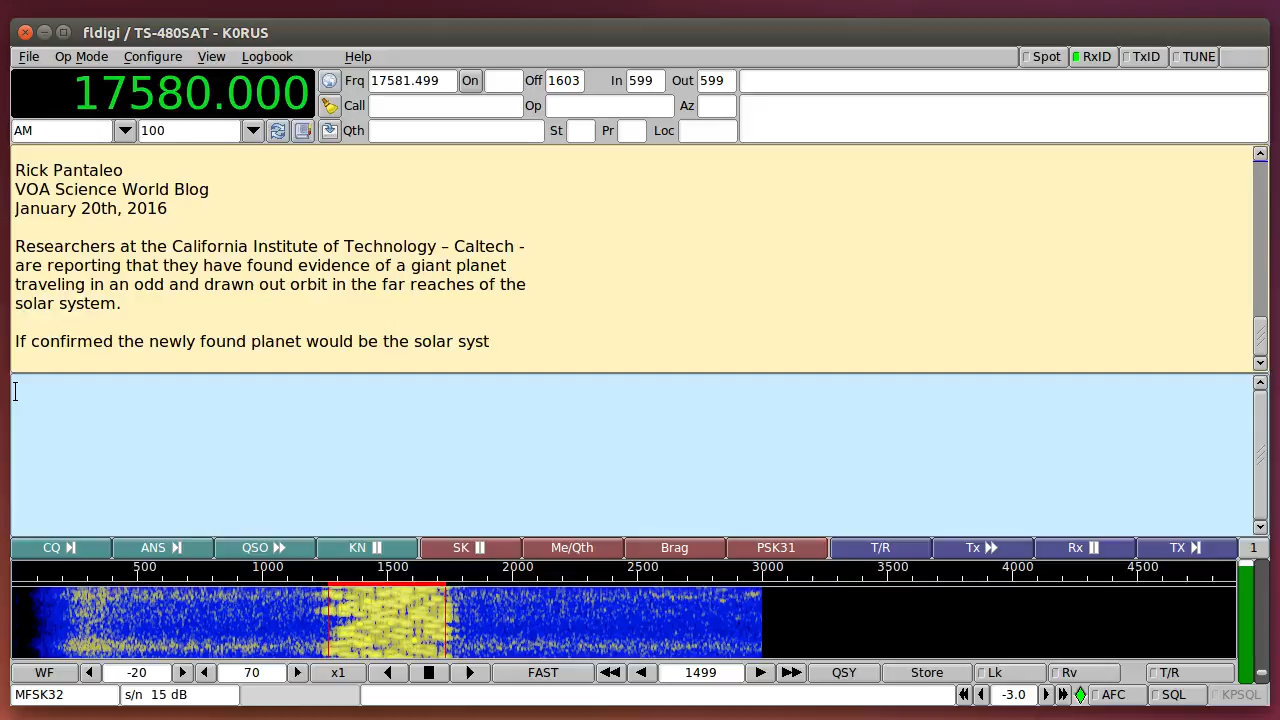 fldigi / TS-480SAT - K0RUS
File Op Mode Configure View Logbook Help Spot RxID TxID TUNE
17580.000 Frq 17581.499 On Off 1603 In 599 Out 599
Call Op Az
AM 100 Qth St Pr Loc
Rick Pantaleo
VOA Science World Blog
January 20th, 2016
Researchers at the California Institute of Technology – Caltech -
are reporting that they have found evidence of a giant planet
traveling in an odd and drawn out orbit in the far reaches of the
solar system.
If confirmed the newly found planet would be the solar syst
CQ ANS QSO KN SK Me/Qth Brag PSK31 T/R Tx Rx TX 1
500 1000 1500 2000 2500 3000 3500 4000 4500
WF -20 70 x1 FAST 1499 QSY Store Lk Rv T/R
MFSK32 s/n 15 dB -3.0 AFC SQL KPSQL